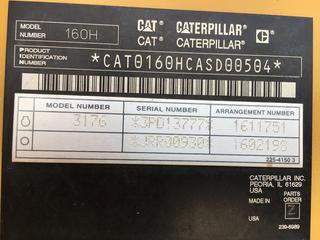 MODEL NUMBER 160H
CAT CATERPILLAR
CAT® CATERPILLAR®
PRODUCT IDENTIFICATION NUMBER
*CAT0160HCASD00504*
MODEL NUMBER SERIAL NUMBER ARRANGEMENT NUMBER
3176 1611751
1602198
225-4150 3
CATERPILLAR INC.
PEORIA, IL 61629
USA
MADE IN USA
PARTS ORDER
Z
239-6989